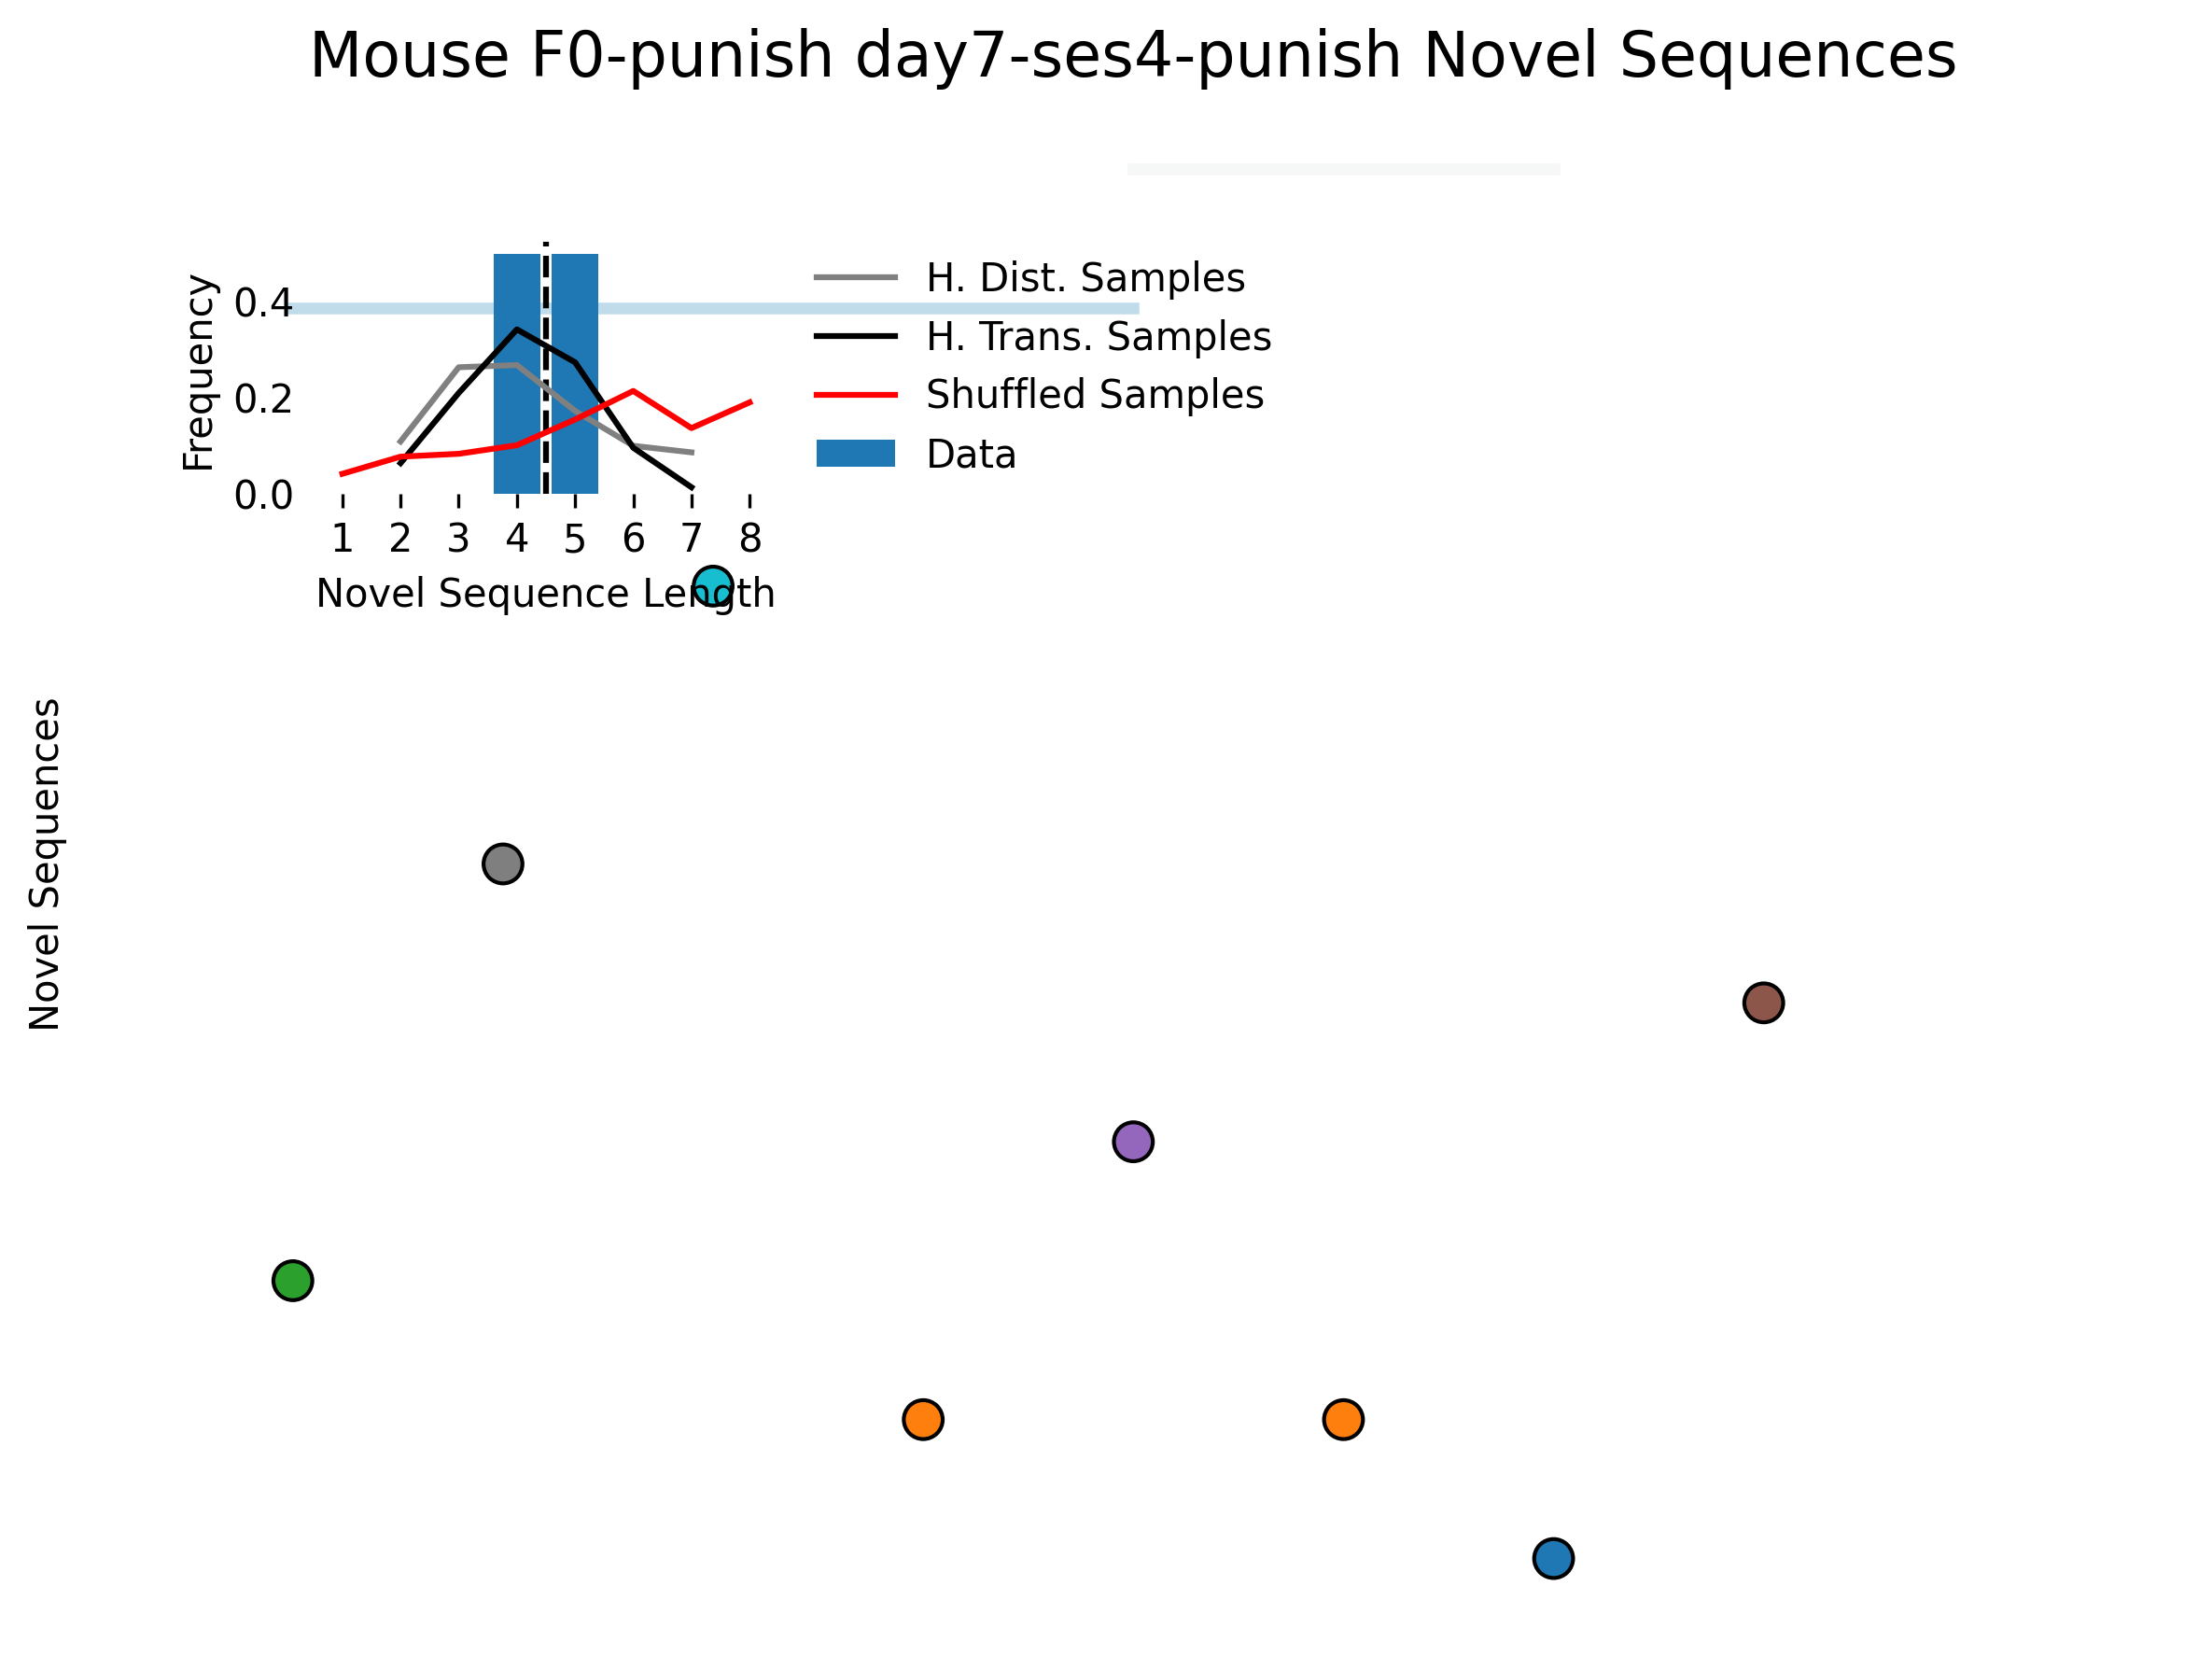 Mouse F0-punish day7-ses4-punish Novel Sequences
Frequency
0.4
0.2
0.0
1 2 3 4 5 6 7 8
Novel Sequence Length
H. Dist. Samples
H. Trans. Samples
Shuffled Samples
Data
Novel Sequences